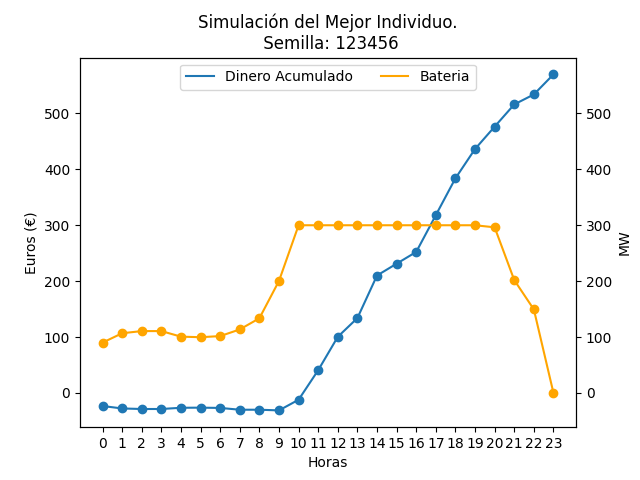 Simulación del Mejor Individuo.
Semilla: 123456
Dinero Acumulado
Bateria
Euros (€)
500
400
300
200
100
0
500
400
300
200
100
0
MW
0 1 2 3 4 5 6 7 8 9 10 11 12 13 14 15 16 17 18 19 20 21 22 23
Horas